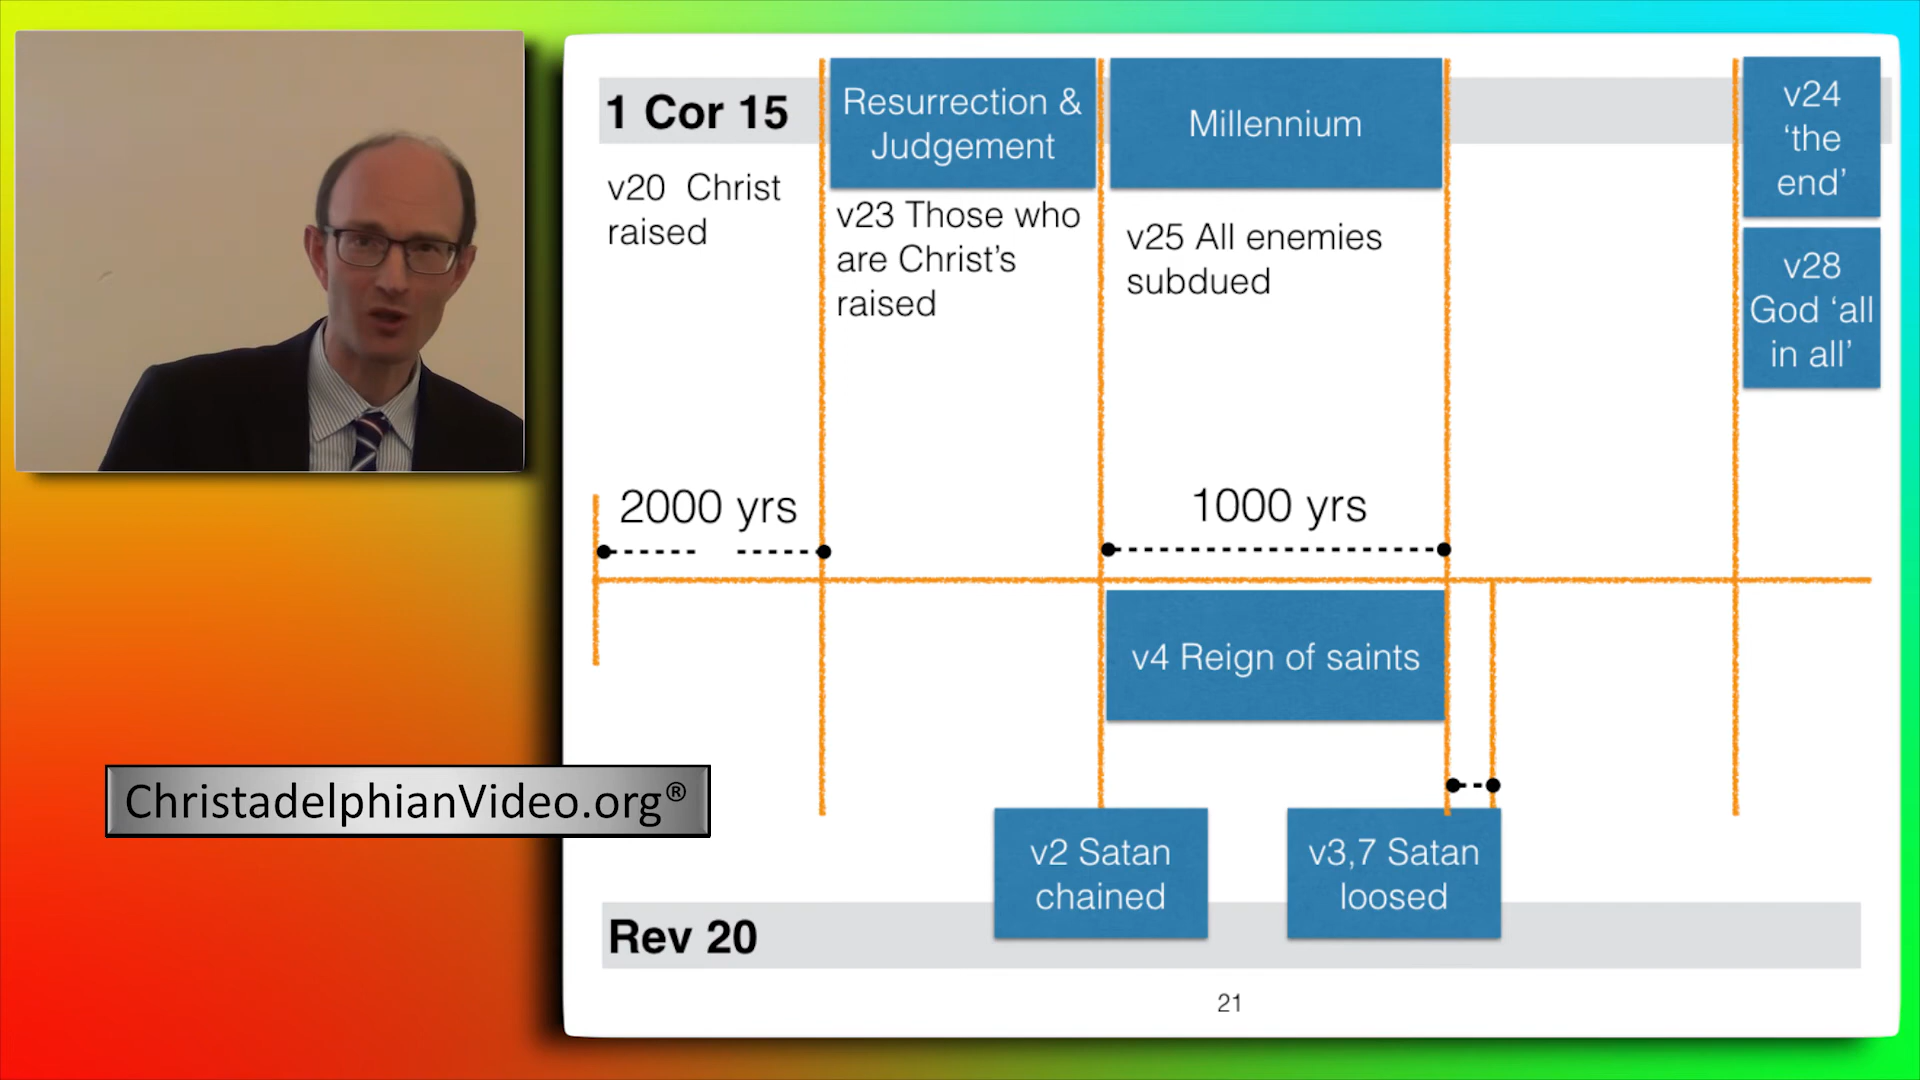 1 Cor 15
v20 Christ
raised
Resurrection &
Judgement
v23 Those who
are Christ’s
raised
Millennium
v25 All enemies
subdued
v24
‘the
end’
v28
God ‘all
in all’
2000 yrs
1000 yrs
v4 Reign of saints
ChristadelphianVideo.org®
v2 Satan
chained
v3,7 Satan
loosed
Rev 20
21